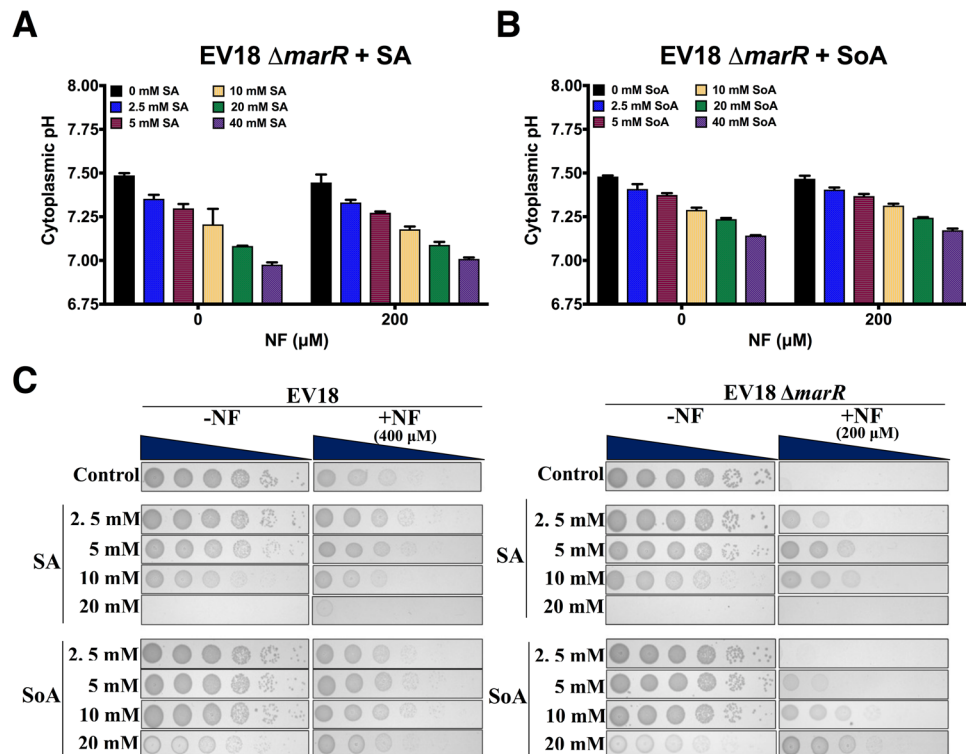 A
EV18 ΔmarR + SA
8.00
7.75
7.50
7.25
7.00
6.75
Cytoplasmic pH
0 mM SA
2.5 mM SA
5 mM SA
10 mM SA
20 mM SA
40 mM SA
0
200
NF (µM)
B
EV18 ΔmarR + SoA
8.00
7.75
7.50
7.25
7.00
6.75
Cytoplasmic pH
0 mM SoA
2.5 mM SoA
5 mM SoA
10 mM SoA
20 mM SoA
40 mM SoA
0
200
NF (µM)
C
EV18
-NF
+NF
(400 µM)
Control
SA
2. 5 mM
5 mM
10 mM
20 mM
SoA
2. 5 mM
5 mM
10 mM
20 mM
EV18 ΔmarR
-NF
+NF
(200 µM)
Control
SA
2. 5 mM
5 mM
10 mM
20 mM
SoA
2. 5 mM
5 mM
10 mM
20 mM